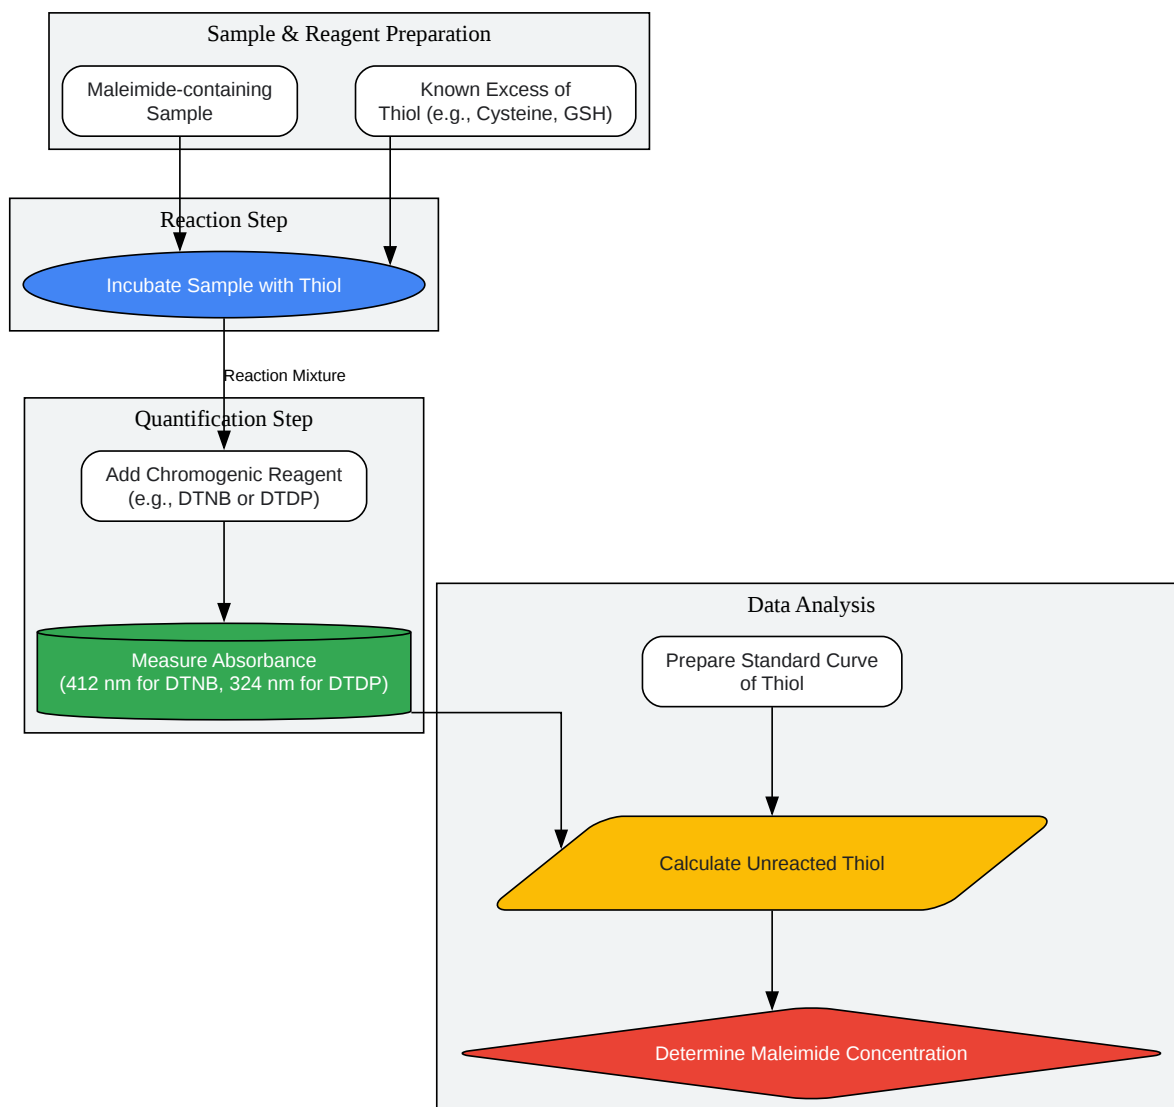 Sample & Reagent Preparation
Maleimide-containing
Sample
Known Excess of
Thiol (e.g., Cysteine, GSH)
Reaction Step
Incubate Sample with Thiol
Reaction Mixture
Quantification Step
Add Chromogenic Reagent
(e.g., DTNB or DTDP)
Measure Absorbance
(412 nm for DTNB, 324 nm for DTDP)
Data Analysis
Prepare Standard Curve
of Thiol
Calculate Unreacted Thiol
Determine Maleimide Concentration